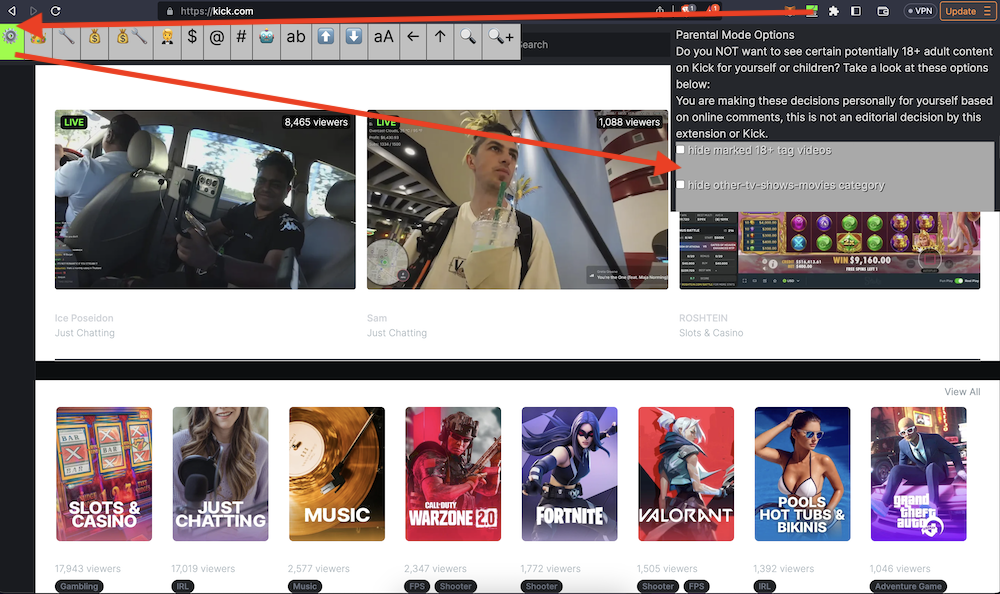 https://kick.com
VPN
Update
$ @ # ab aA
Search
Parental Mode Options
Do you NOT want to see certain potentially 18+ adult content
on Kick for yourself or children? Take a look at these options
below:
You are making these decisions personally for yourself based
on online comments, this is not an editorial decision by this
extension or Kick.
hide marked 18+ tag videos
hide other-tv-shows-movies category
LIVE
8,465 viewers
LIVE
1,088 viewers
WIN $9,160.00
FREE SPINS LEFT 1
Ice Poseidon
Just Chatting
Sam
Just Chatting
ROSHTEIN
Slots & Casino
View All
BAR
BAR
SLOTS &
CASINO
JUST
CHATTING
MUSIC
CALL OF DUTY
WARZONE 2.0
FORTNITE
VALORANT
POOLS
HOT TUBS &
BIKINIS
grand
theft
auto
17,943 viewers
17,019 viewers
2,577 viewers
2,347 viewers
1,772 viewers
1,505 viewers
1,392 viewers
1,046 viewers
Gambling
IRL
Music
FPS
Shooter
Shooter
Shooter
FPS
IRL
Adventure Game